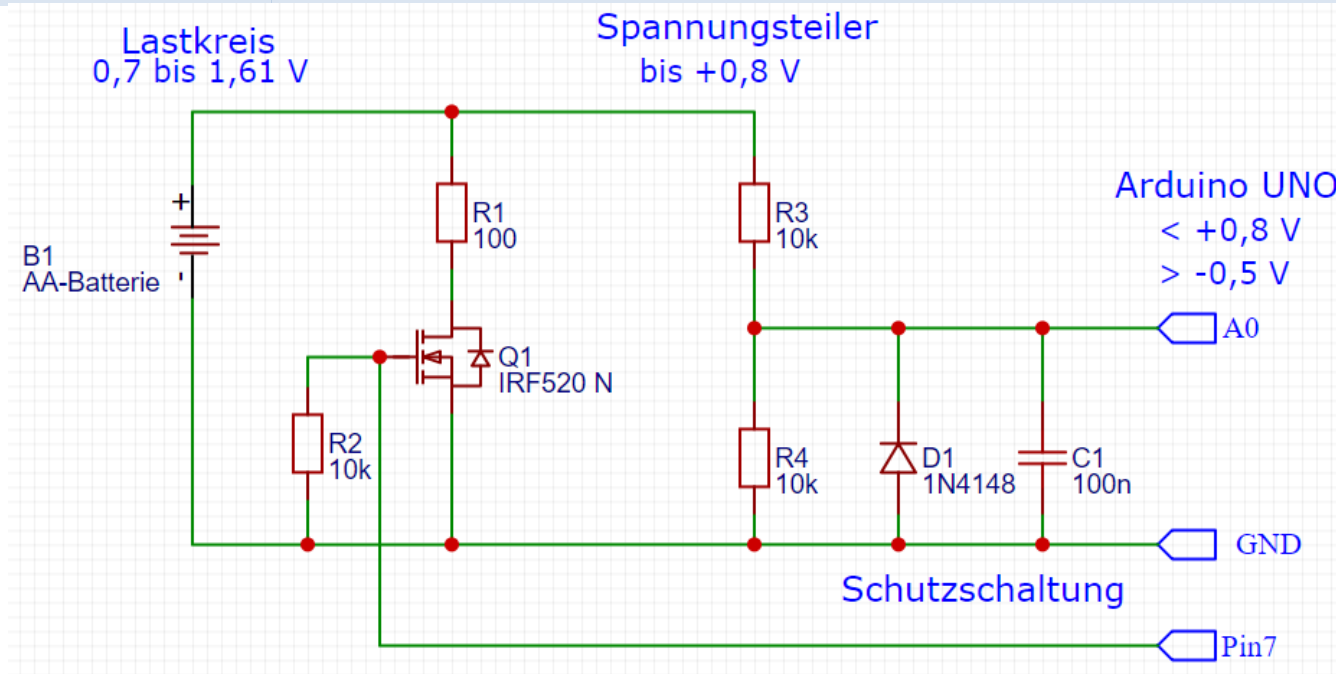 Lastkreis
0,7 bis 1,61 V
Spannungsteiler
bis +0,8 V
Arduino UNO
< +0,8 V
> -0,5 V
+
B1
AA-Batterie
-
R1
100
R3
10k
A0
Q1
IRF520 N
R2
10k
R4
10k
D1
1N4148
C1
100n
GND
Schutzschaltung
Pin7